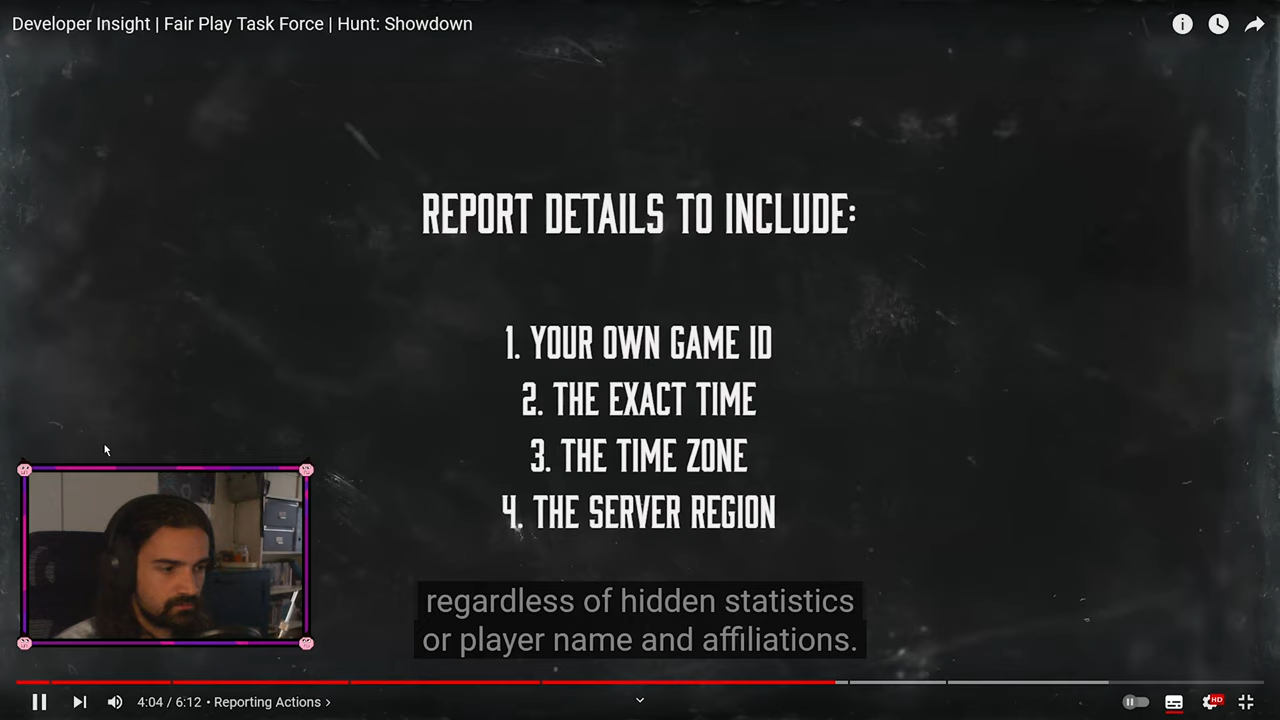 Developer Insight | Fair Play Task Force | Hunt: Showdown
REPORT DETAILS TO INCLUDE:
1. YOUR OWN GAME ID
2. THE EXACT TIME
3. THE TIME ZONE
4. THE SERVER REGION
regardless of hidden statistics
or player name and affiliations.
4:04 / 6:12 • Reporting Actions >
HD